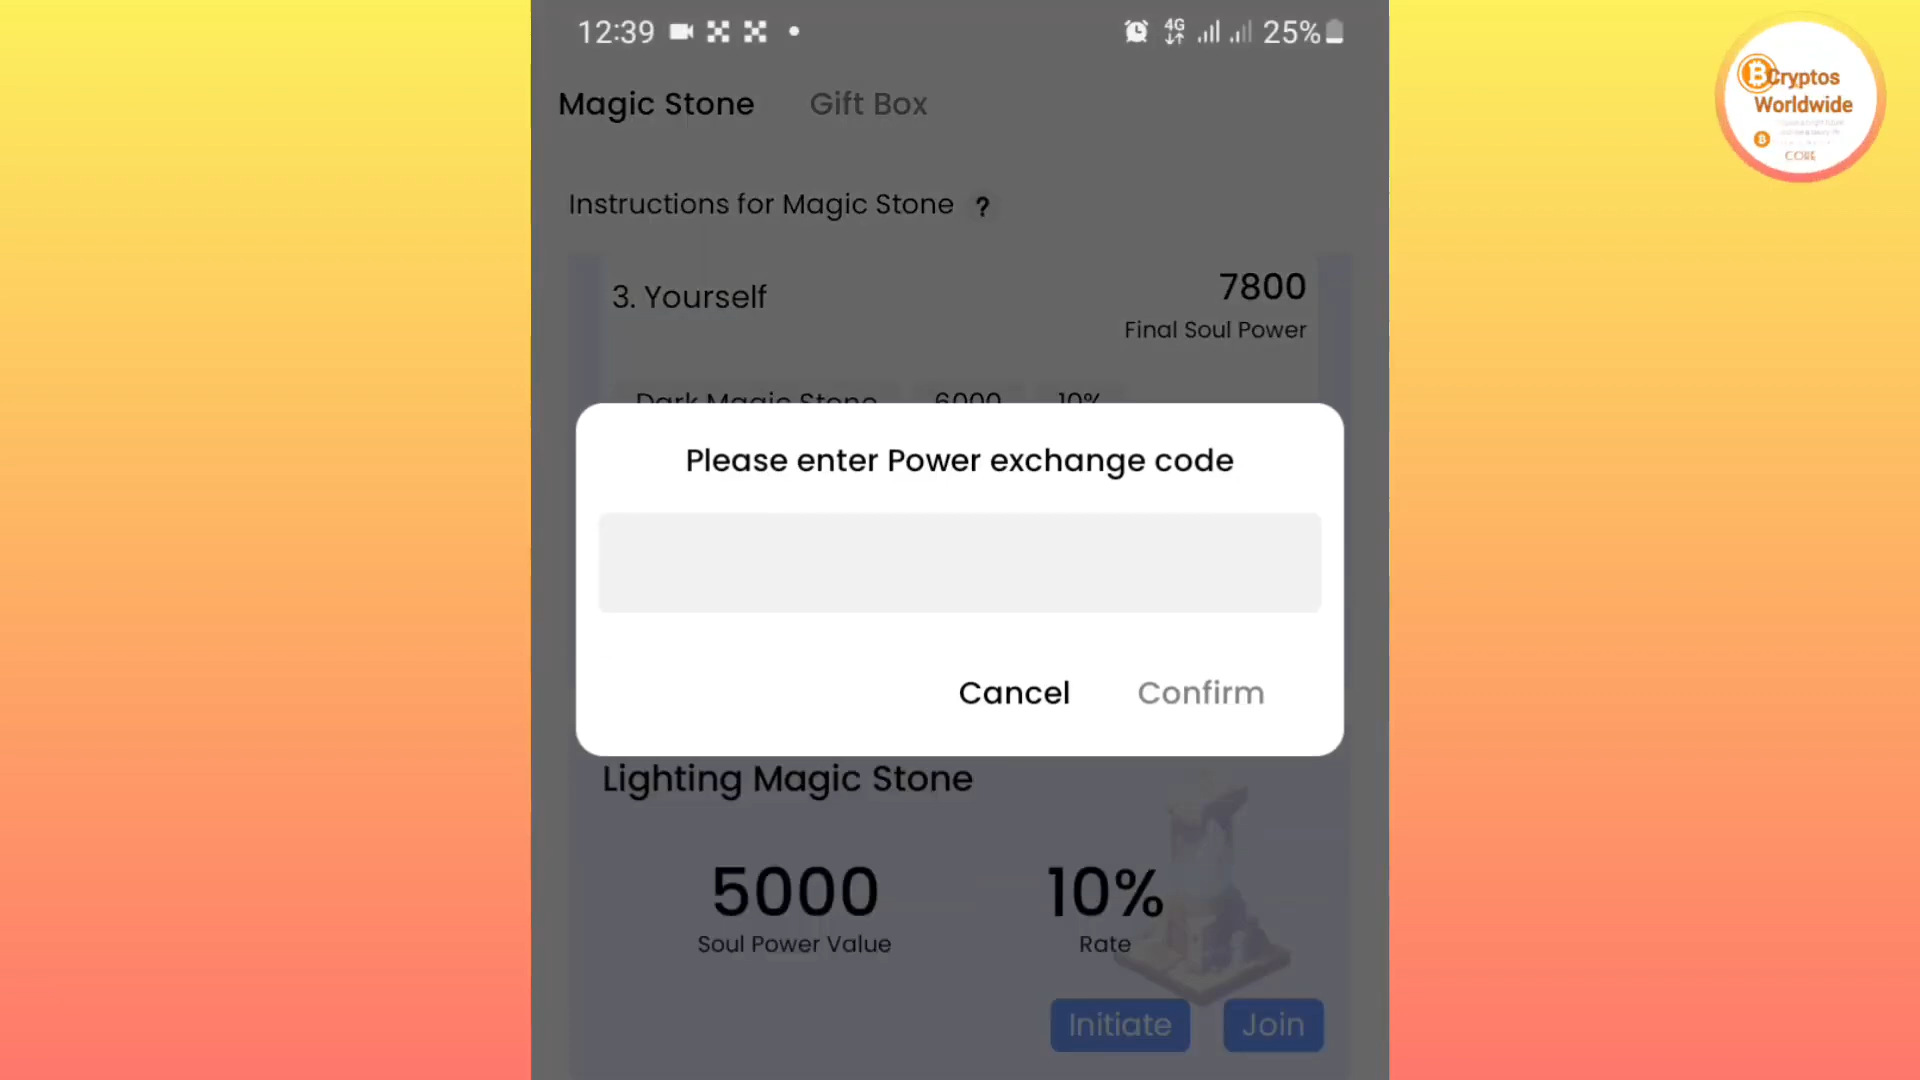 12:39
4G
25%
Magic Stone Gift Box
Instructions for Magic Stone ?
3. Yourself
7800
Final Soul Power
Dark Magic Stone 6000 10%
Please enter Power exchange code
Cancel Confirm
Lighting Magic Stone
5000 10%
Soul Power Value Rate
Initiate Join
Cryptos
Worldwide
CORE